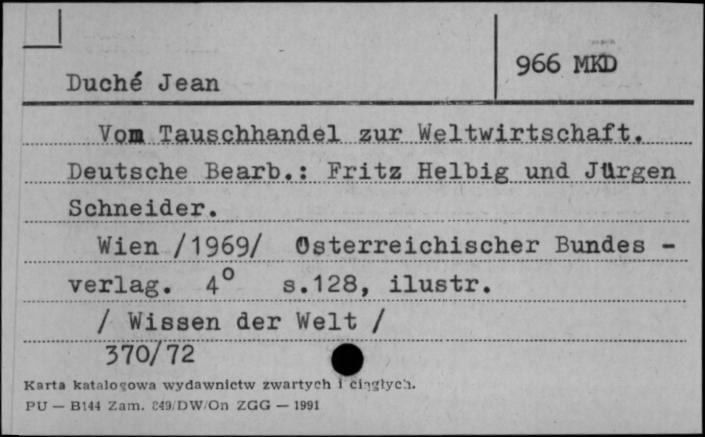 966 MKD
Duché Jean
Vom Tauschhandel zur Weltwirtschaft.
Deutsche Bearb.: Fritz Helbig und Jürgen
Schneider.
Wien /1969/ Österreichischer Bundes -
verlag. 4° s.128, ilustr.
/ Wissen der Welt /
370/72
Karta katalogowa wydawnictw zwartych i ciągłych.
PU — B144 Zam. 849/DW/On ZGG — 1991